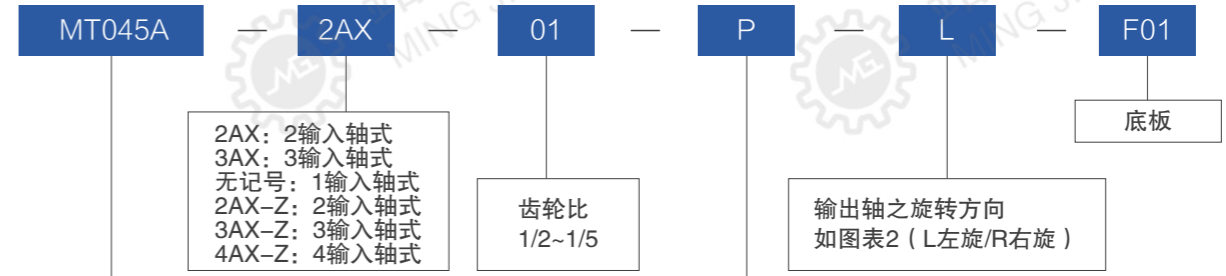 MT045A — 2AX — 01 — P — L — F01
底板
2AX：2输入轴式
3AX：3输入轴式
无记号：1输入轴式
2AX-Z：2输入轴式
3AX-Z：3输入轴式
4AX-Z：4输入轴式
齿轮比
1/2~1/5
输出轴之旋转方向
如图表2（L左旋/R右旋）